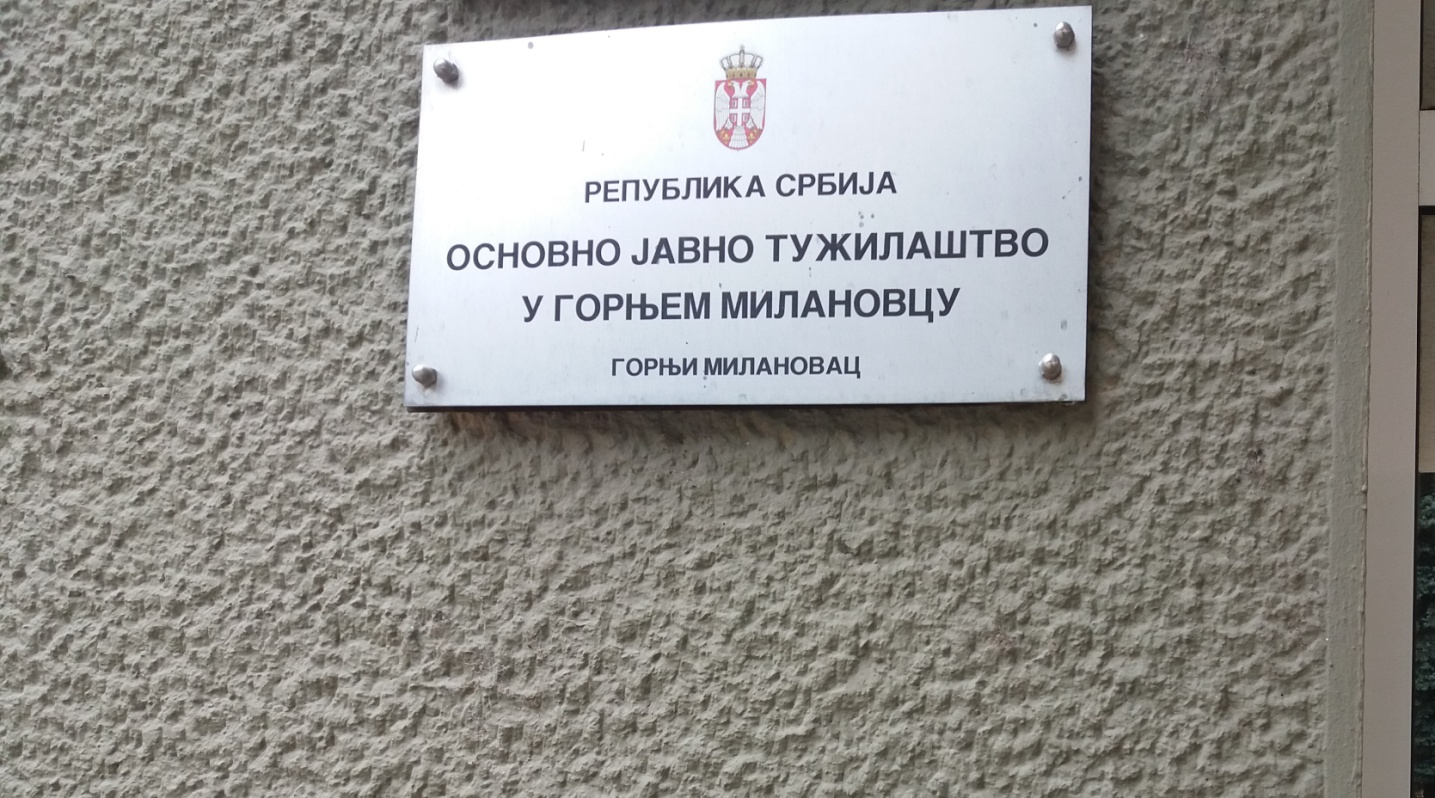 РЕПУБЛИКА СРБИЈА
ОСНОВНО ЈАВНО ТУЖИЛАШТВО
У ГОРЊЕМ МИЛАНОВЦУ
ГОРЊИ МИЛАНОВАЦ